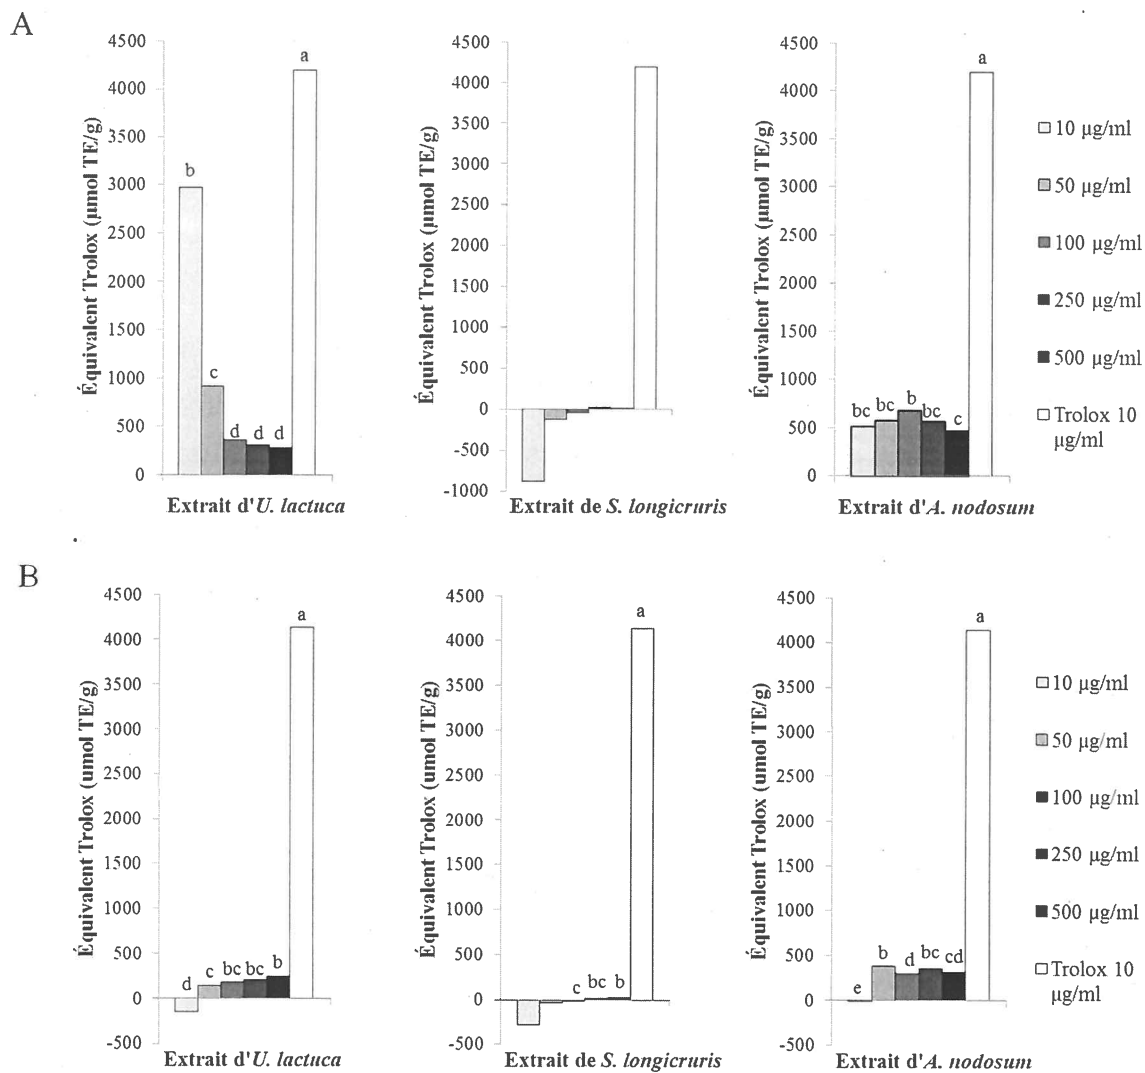 A
Équivalent Trolox (µmol TE/g)
4500
4000
3500
3000
2500
2000
1500
1000
500
0
b
c
d
d
d
a
Extrait d'U. lactuca
Équivalent Trolox (µmol TE/g)
4500
4000
3500
3000
2500
2000
1500
1000
500
0
-500
-1000
Extrait de S. longicruris
Équivalent Trolox (µmol TE/g)
4500
4000
3500
3000
2500
2000
1500
1000
500
0
bc
bc
b
bc
c
a
Extrait d'A. nodosum
10 µg/ml
50 µg/ml
100 µg/ml
250 µg/ml
500 µg/ml
Trolox 10
µg/ml
B
Équivalent Trolox (umol TE/g)
4500
4000
3500
3000
2500
2000
1500
1000
500
0
-500
d
c
bc
bc
b
a
Extrait d'U. lactuca
Équivalent Trolox (umol TE/g)
4500
4000
3500
3000
2500
2000
1500
1000
500
0
-500
c
bc
b
a
Extrait de S. longicruris
Équivalent Trolox (umol TE/g)
4500
4000
3500
3000
2500
2000
1500
1000
500
0
-500
e
b
d
bc
cd
a
Extrait d'A. nodosum
10 µg/ml
50 µg/ml
100 µg/ml
250 µg/ml
500 µg/ml
Trolox 10
µg/ml